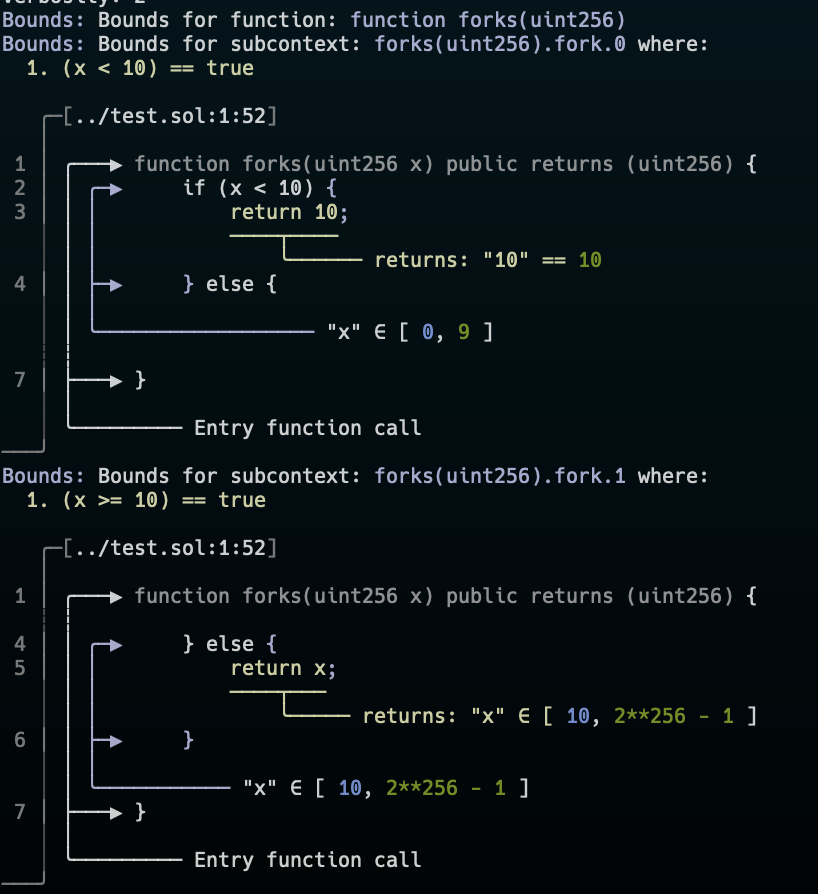 Verbosity: 2
Bounds: Bounds for function: function forks(uint256)
Bounds: Bounds for subcontext: forks(uint256).fork.0 where:
1. (x < 10) == true
[../test.sol:1:52]
1 function forks(uint256 x) public returns (uint256) {
2 if (x < 10) {
3 return 10;
returns: "10" == 10
4 } else {
"x" ∈ [ 0, 9 ]
7 }
Entry function call
Bounds: Bounds for subcontext: forks(uint256).fork.1 where:
1. (x >= 10) == true
[../test.sol:1:52]
1 function forks(uint256 x) public returns (uint256) {
4 } else {
5 return x;
returns: "x" ∈ [ 10, 2**256 - 1 ]
6 }
"x" ∈ [ 10, 2**256 - 1 ]
7 }
Entry function call